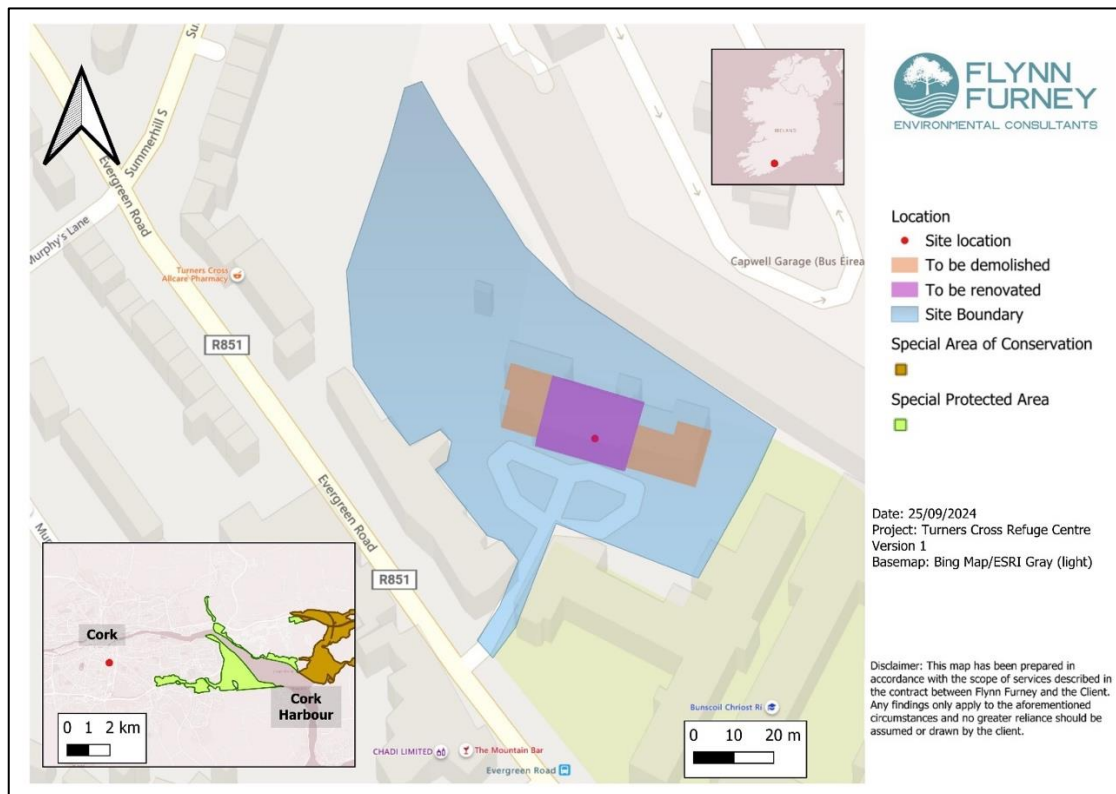 Su
Summerhill S
Evergreen Road
Murphy's Lane
Turners Cross
Allcare Pharmacy
R851
Evergreen Road
R851
Capwell Garage (Bus Éirea
IRELAND
Cork
Cork
Harbour
0 1 2 km
CHADI LIMITED
The Mountain Bar
Evergreen Road
Bunscoil Chriost Ri
0 10 20 m
FLYNN
FURNEY
ENVIRONMENTAL CONSULTANTS
Location
Site location
To be demolished
To be renovated
Site Boundary
Special Area of Conservation
Special Protected Area
Date: 25/09/2024
Project: Turners Cross Refuge Centre
Version 1
Basemap: Bing Map/ESRI Gray (light)
Disclaimer: This map has been prepared in
accordance with the scope of services described in
the contract between Flynn Furney and the Client.
Any findings only apply to the aforementioned
circumstances and no greater reliance should be
assumed or drawn by the client.